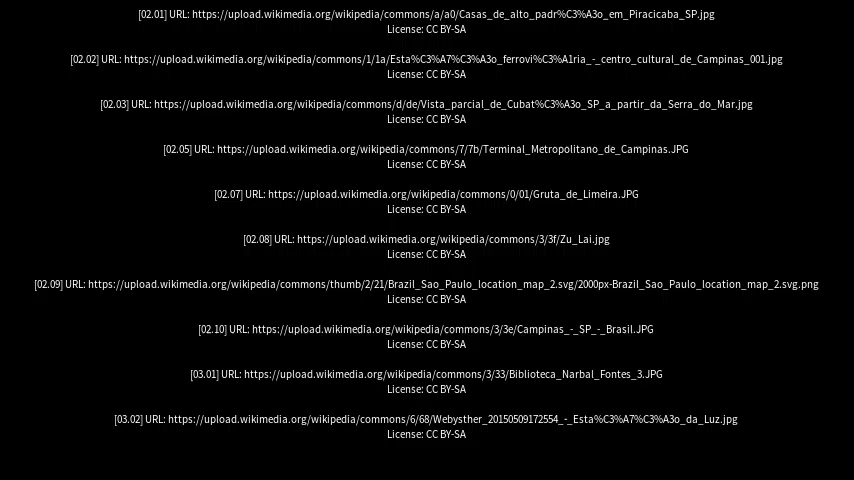 [02.01] URL: https://upload.wikimedia.org/wikipedia/commons/a/a0/Casas_de_alto_padr%C3%A3o_em_Piracicaba_SP.jpg
License: CC BY-SA
[02.02] URL: https://upload.wikimedia.org/wikipedia/commons/1/1a/Esta%C3%A7%C3%A3o_ferrovi%C3%A1ria_-_centro_cultural_de_Campinas_001.jpg
License: CC BY-SA
[02.03] URL: https://upload.wikimedia.org/wikipedia/commons/d/de/Vista_parcial_de_Cubat%C3%A3o_SP_a_partir_da_Serra_do_Mar.jpg
License: CC BY-SA
[02.05] URL: https://upload.wikimedia.org/wikipedia/commons/7/7b/Terminal_Metropolitano_de_Campinas.JPG
License: CC BY-SA
[02.07] URL: https://upload.wikimedia.org/wikipedia/commons/0/01/Gruta_de_Limeira.JPG
License: CC BY-SA
[02.08] URL: https://upload.wikimedia.org/wikipedia/commons/3/3f/Zu_Lai.jpg
License: CC BY-SA
[02.09] URL: https://upload.wikimedia.org/wikipedia/commons/thumb/2/21/Brazil_Sao_Paulo_location_map_2.svg/2000px-Brazil_Sao_Paulo_location_map_2.svg.png
License: CC BY-SA
[02.10] URL: https://upload.wikimedia.org/wikipedia/commons/3/3e/Campinas_-_SP_-_Brasil.JPG
License: CC BY-SA
[03.01] URL: https://upload.wikimedia.org/wikipedia/commons/3/33/Biblioteca_Narbal_Fontes_3.JPG
License: CC BY-SA
[03.02] URL: https://upload.wikimedia.org/wikipedia/commons/6/68/Webysther_20150509172554_-_Esta%C3%A7%C3%A3o_da_Luz.jpg
License: CC BY-SA